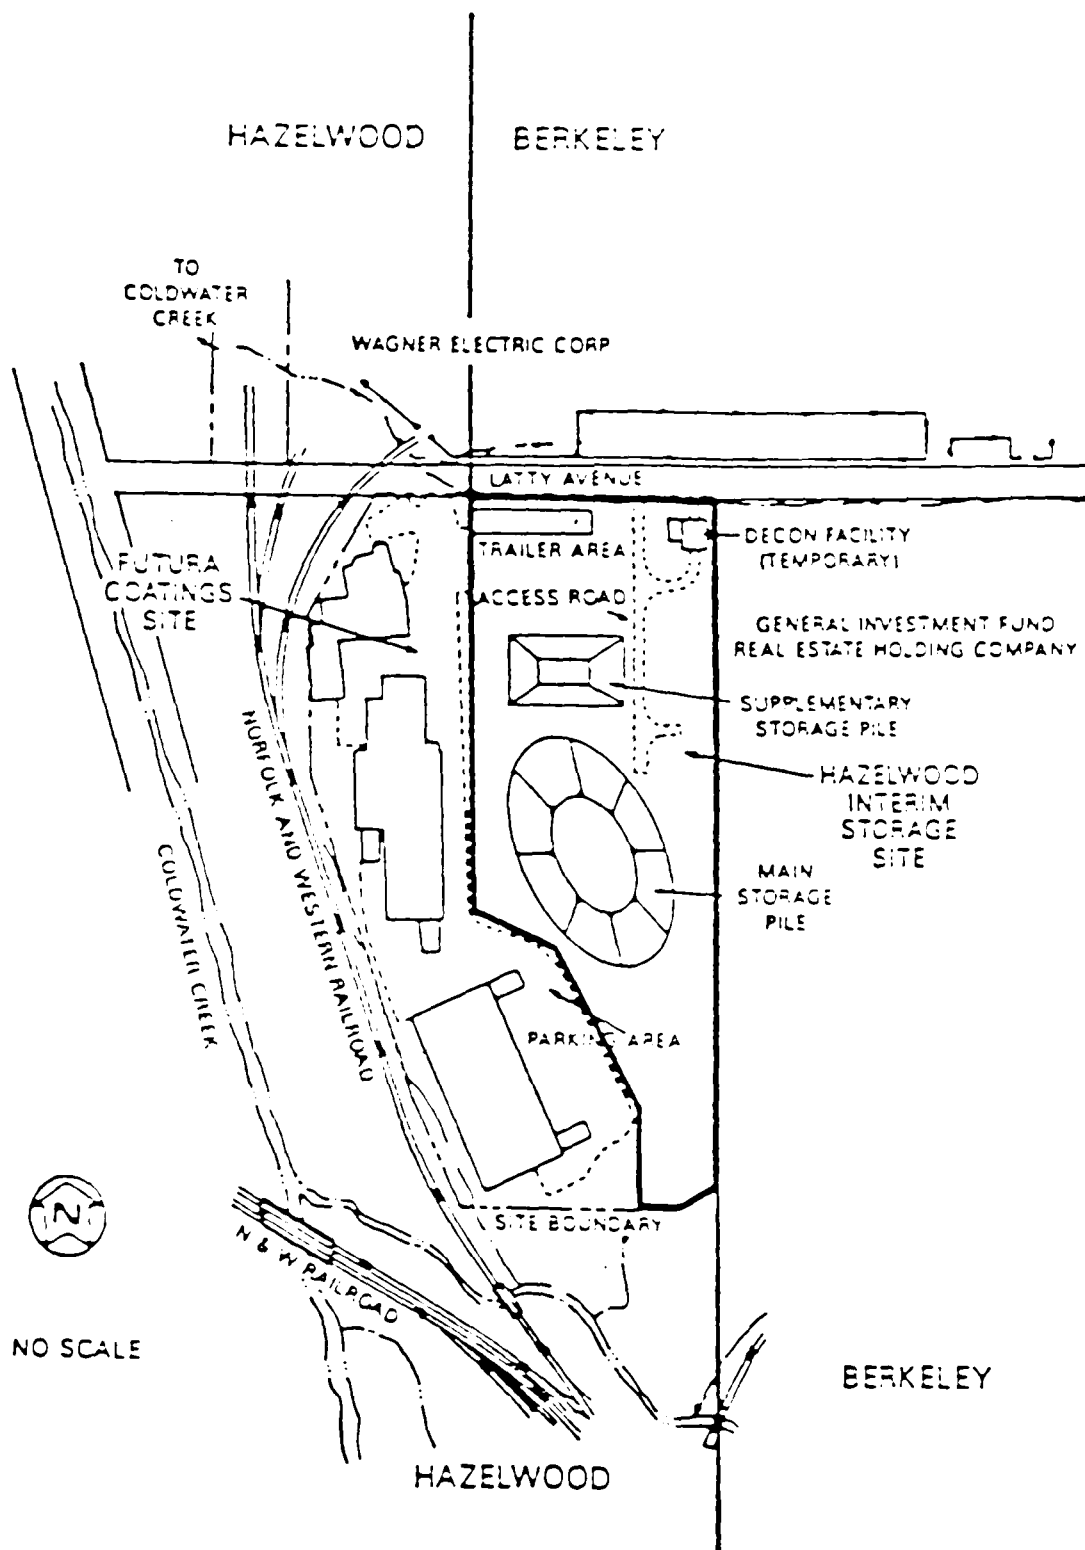 HAZELWOOD
BERKELEY
TO
COLDWATER
CREEK
WAGNER ELECTRIC CORP
LATTY AVENUE
TRAILER AREA
DECON FACILITY
(TEMPORARY)
FUTURA
COATINGS
SITE
ACCESS ROAD
GENERAL INVESTMENT FUND
REAL ESTATE HOLDING COMPANY
SUPPLEMENTARY
STORAGE PILE
HAZELWOOD
INTERIM
STORAGE
SITE
MAIN
STORAGE
PILE
NORFOLK AND WESTERN RAILROAD
COLDWATER CREEK
PARKING AREA
SITE BOUNDARY
N & W RAILROAD
N
NO SCALE
BERKELEY
HAZELWOOD